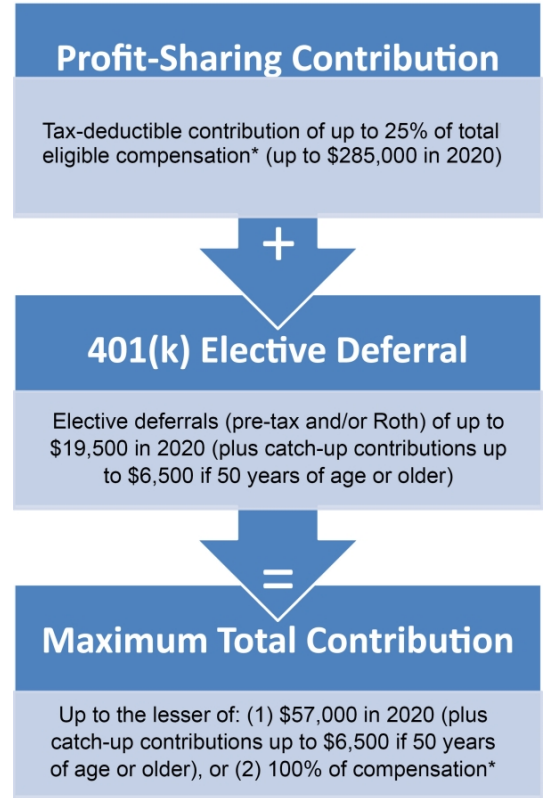 Profit-Sharing Contribution
Tax-deductible contribution of up to 25% of total
eligible compensation* (up to $285,000 in 2020)
+
401(k) Elective Deferral
Elective deferrals (pre-tax and/or Roth) of up to
$19,500 in 2020 (plus catch-up contributions up
to $6,500 if 50 years of age or older)
=
Maximum Total Contribution
Up to the lesser of: (1) $57,000 in 2020 (plus
catch-up contributions up to $6,500 if 50 years
of age or older), or (2) 100% of compensation*